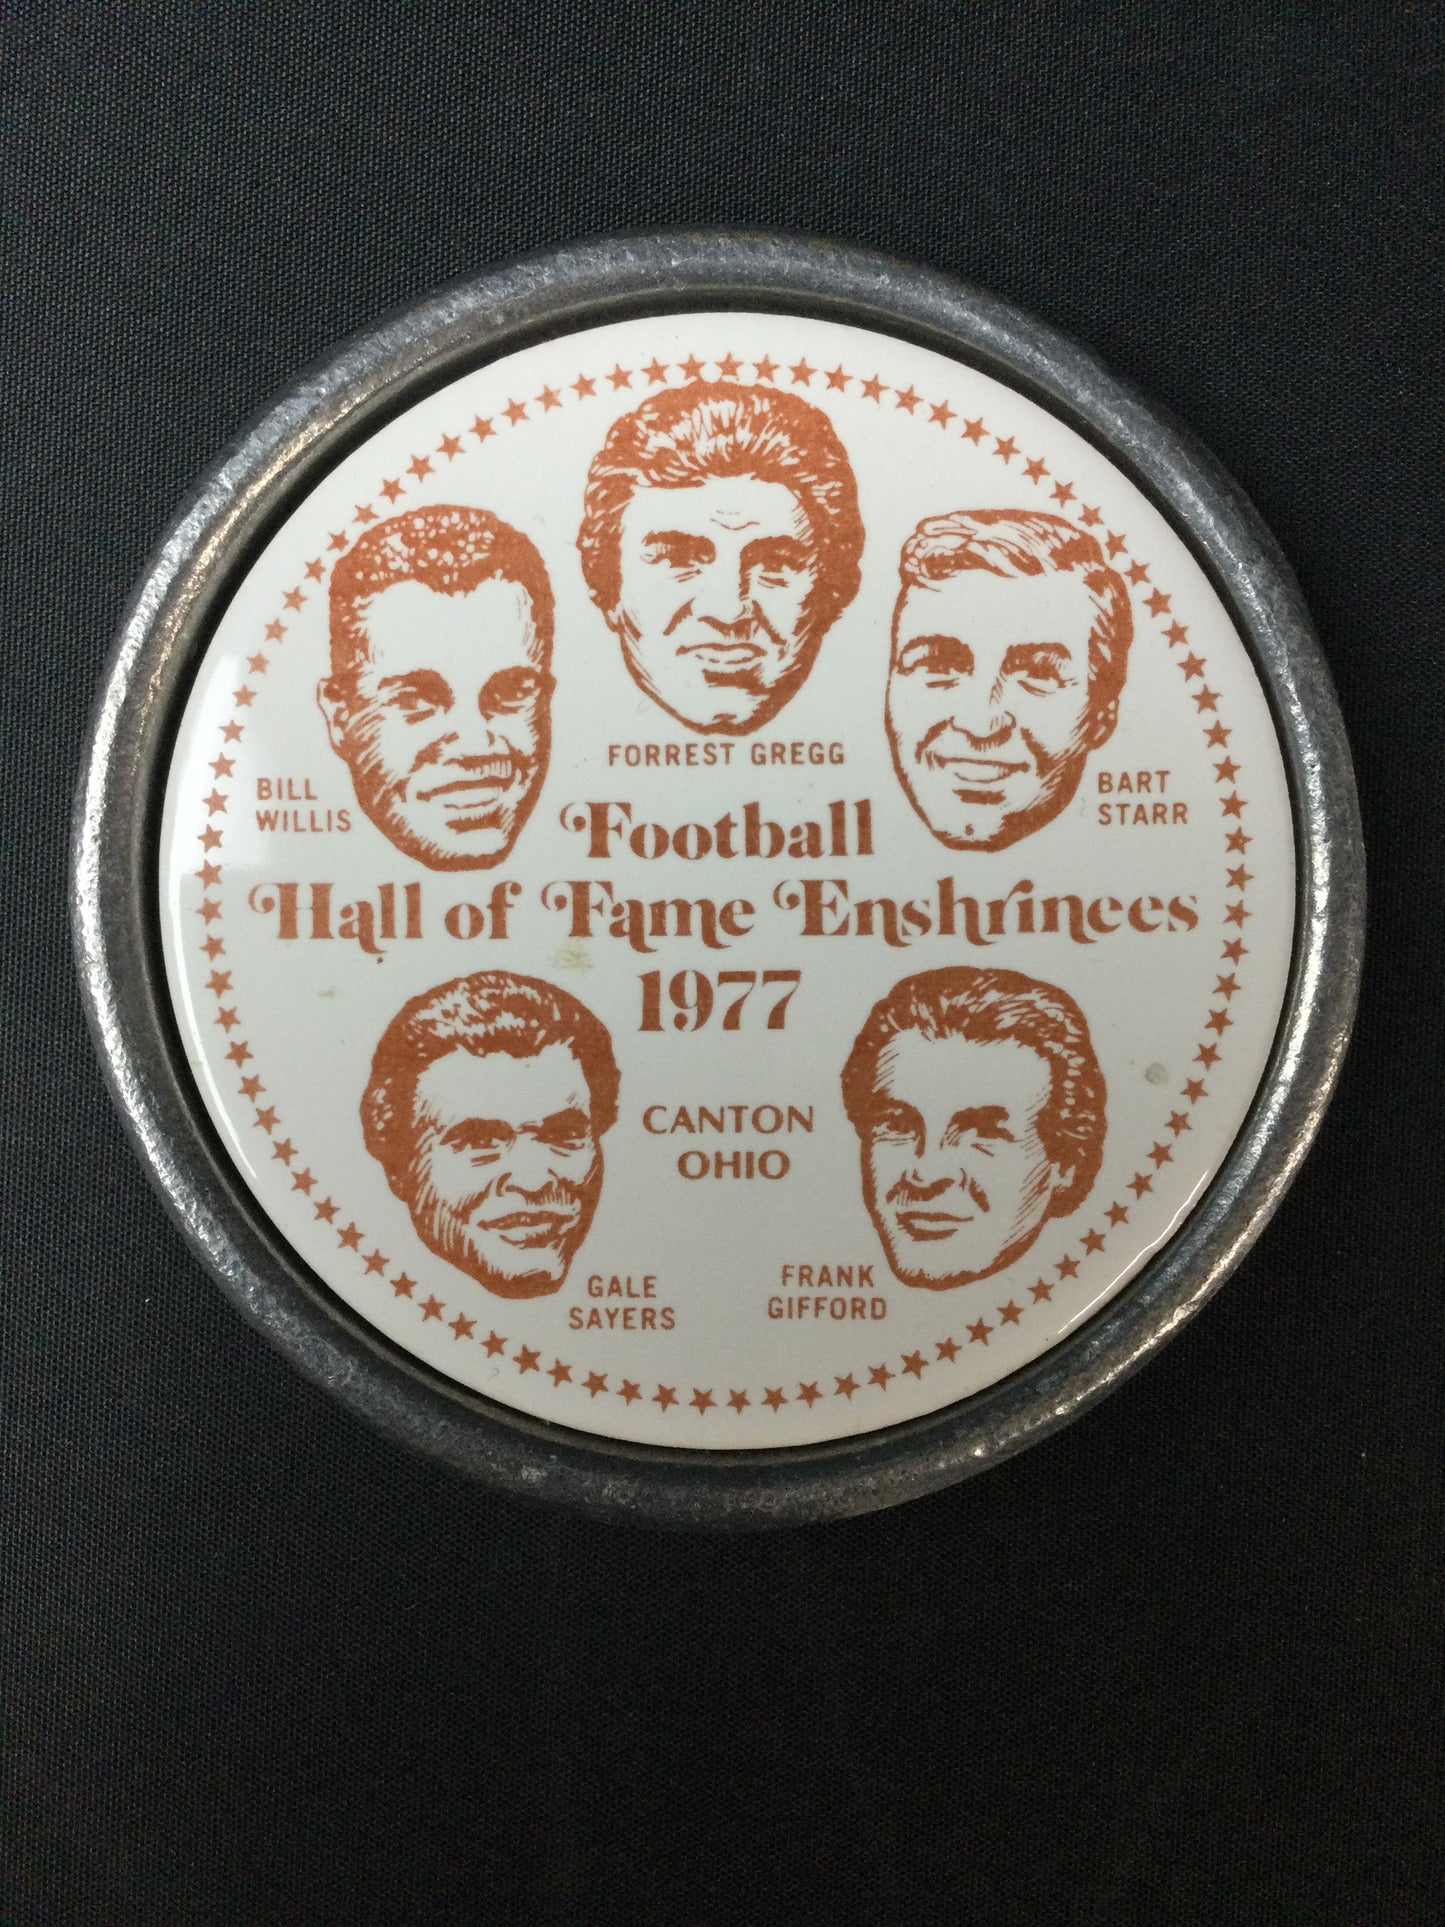 FORREST GREGG
BILL
WILLIS
BART
STARR
Football
Hall of Fame Enshrinees
1977
CANTON
OHIO
GALE
SAYERS
FRANK
GIFFORD